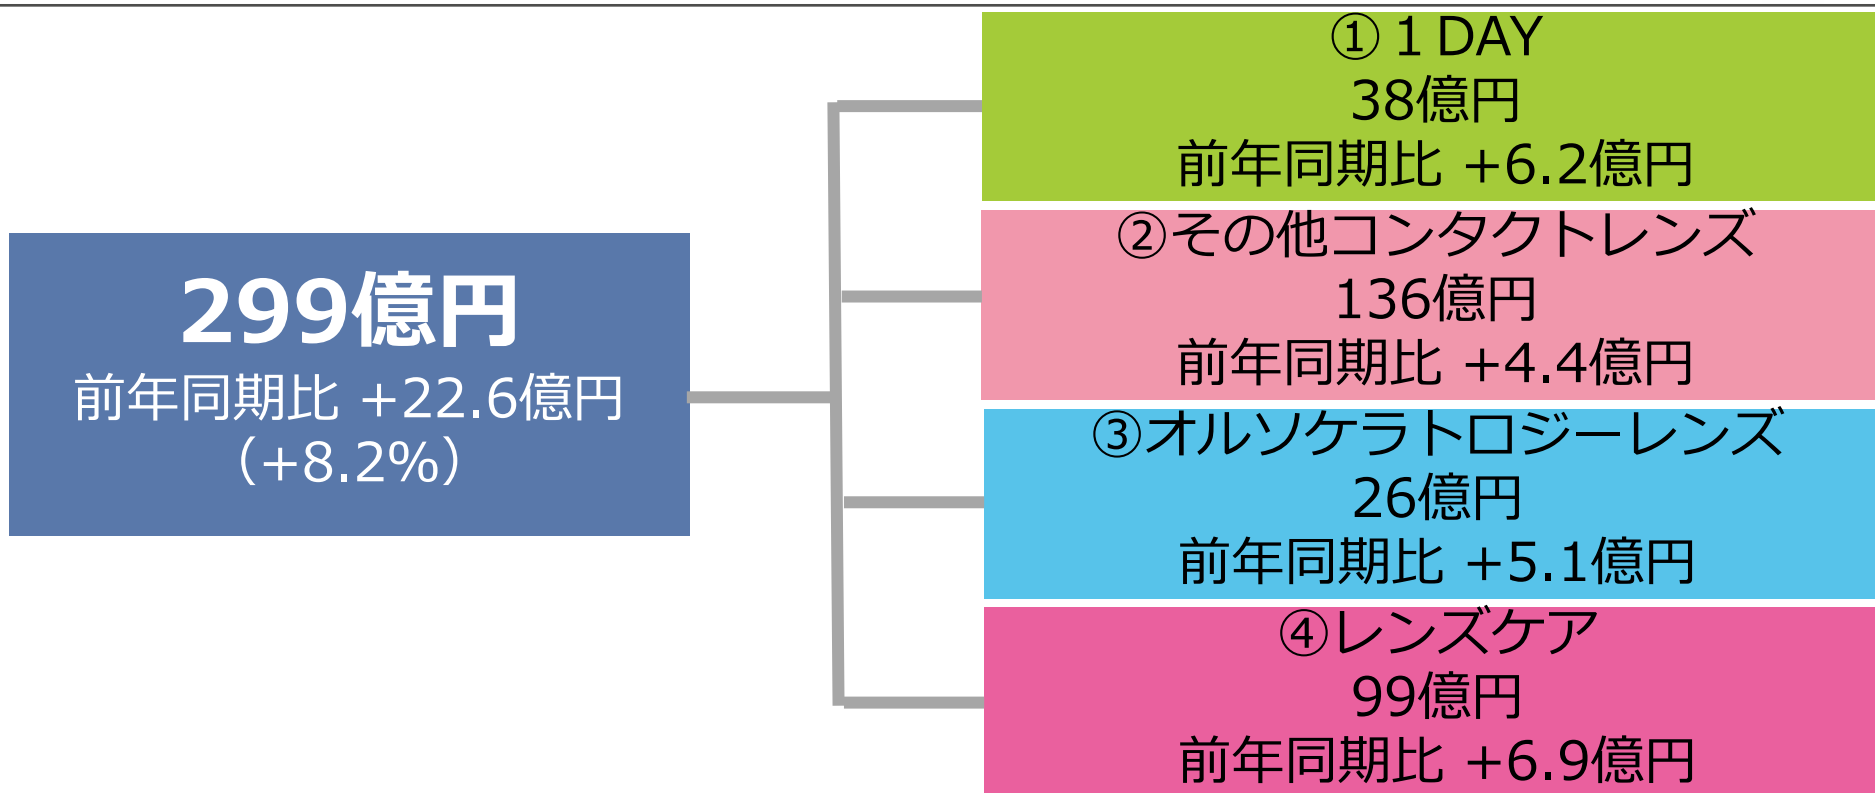 299億円
前年同期比 +22.6億円
（+8.2%）
①１DAY
38億円
前年同期比 +6.2億円
②その他コンタクトレンズ
136億円
前年同期比 +4.4億円
③オルソケラトロジーレンズ
26億円
前年同期比 +5.1億円
④レンズケア
99億円
前年同期比 +6.9億円